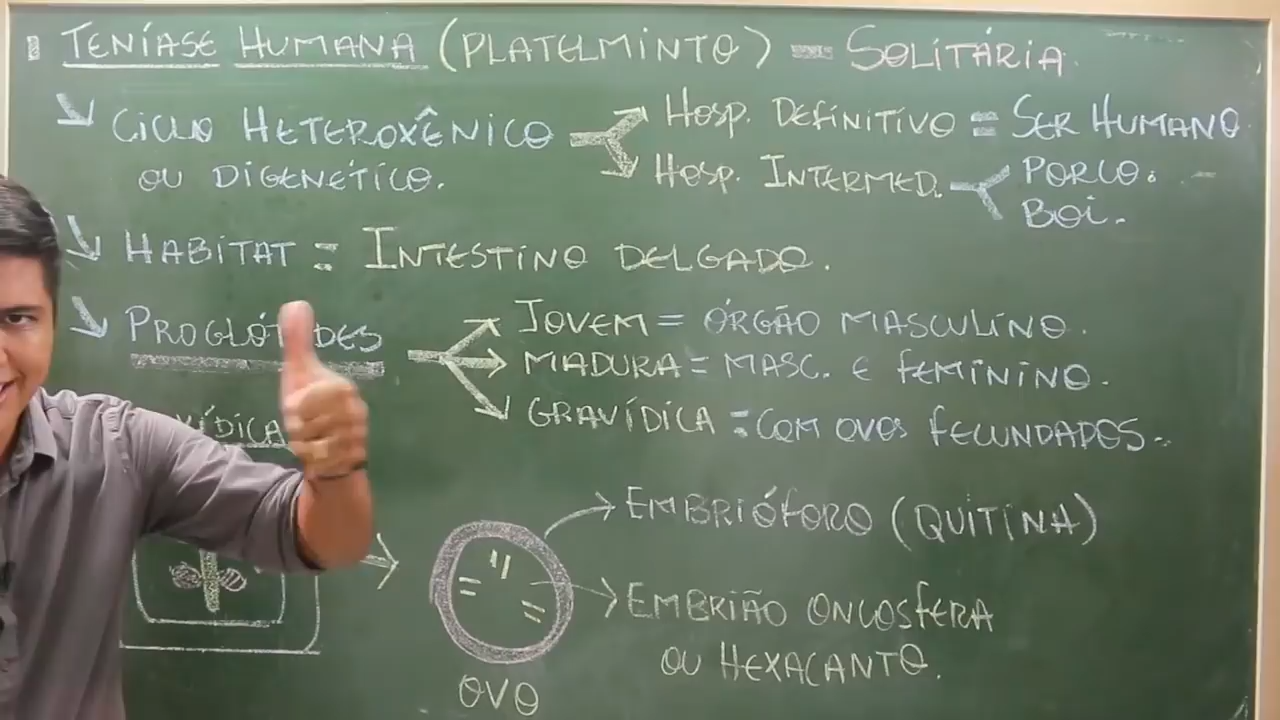 TENÍASE HUMANA (PLATELMINTO) = SOLITÁRIA.
CICLO HETEROXÊNICO
OU DIGENÉTICO.
HOSP. DEFINITIVO = SER HUMANO
HOSP. INTERMED.
PORCO.
BOI.
HABITAT = INTESTINO DELGADO.
JOVEM = ÓRGÃO MASCULINO.
MADURA = MASC. E FEMININO.
GRAVÍDICA = COM OVOS FECUNDADOS.
EMBRIÓFORO (QUITINA)
EMBRIÃO ONCOSFERA
OU HEXACANTO.
OVO